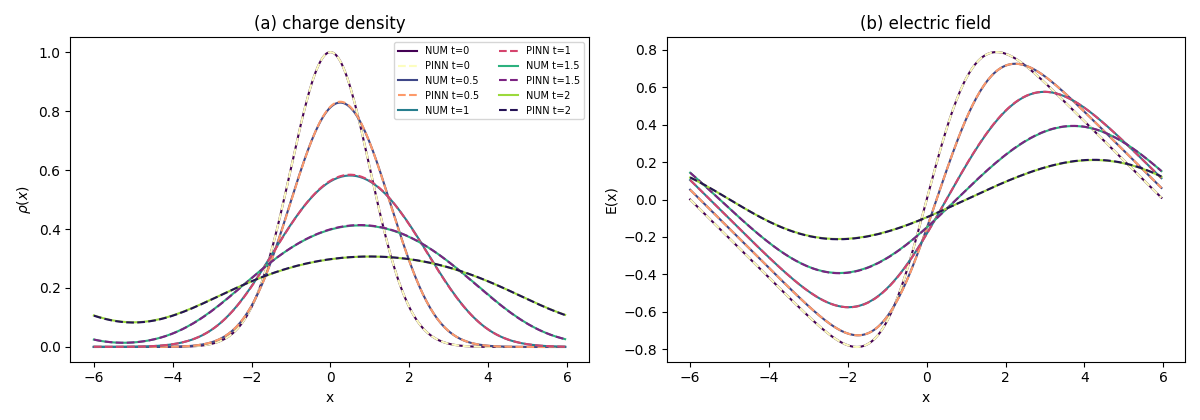 (a) charge density
ρ(x)
1.0
0.8
0.6
0.4
0.2
0.0
NUM t=0
PINN t=0
NUM t=0.5
PINN t=0.5
NUM t=1
PINN t=1
NUM t=1.5
PINN t=1.5
NUM t=2
PINN t=2
−6 −4 −2 0 2 4 6
x
(b) electric field
E(x)
0.8
0.6
0.4
0.2
0.0
−0.2
−0.4
−0.6
−0.8
−6 −4 −2 0 2 4 6
x